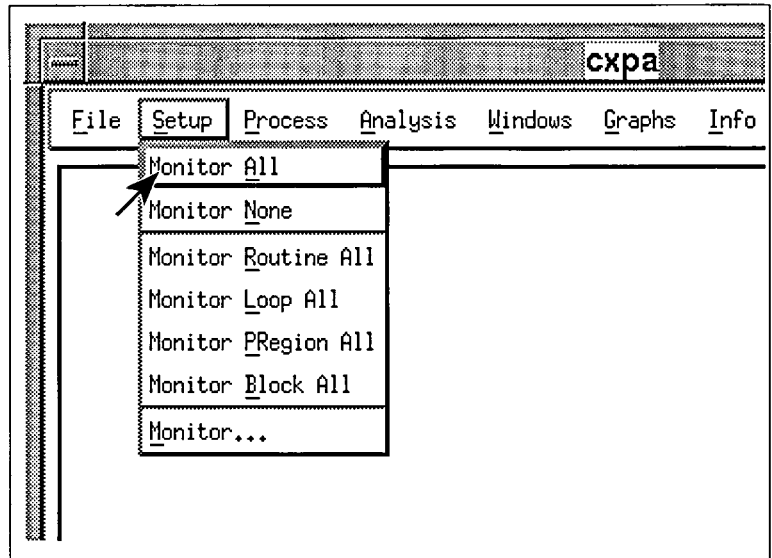 cxpa
File Setup Process Analysis Windows Graphs Info
Monitor All
Monitor None
Monitor Routine All
Monitor Loop All
Monitor PRegion All
Monitor Block All
Monitor...